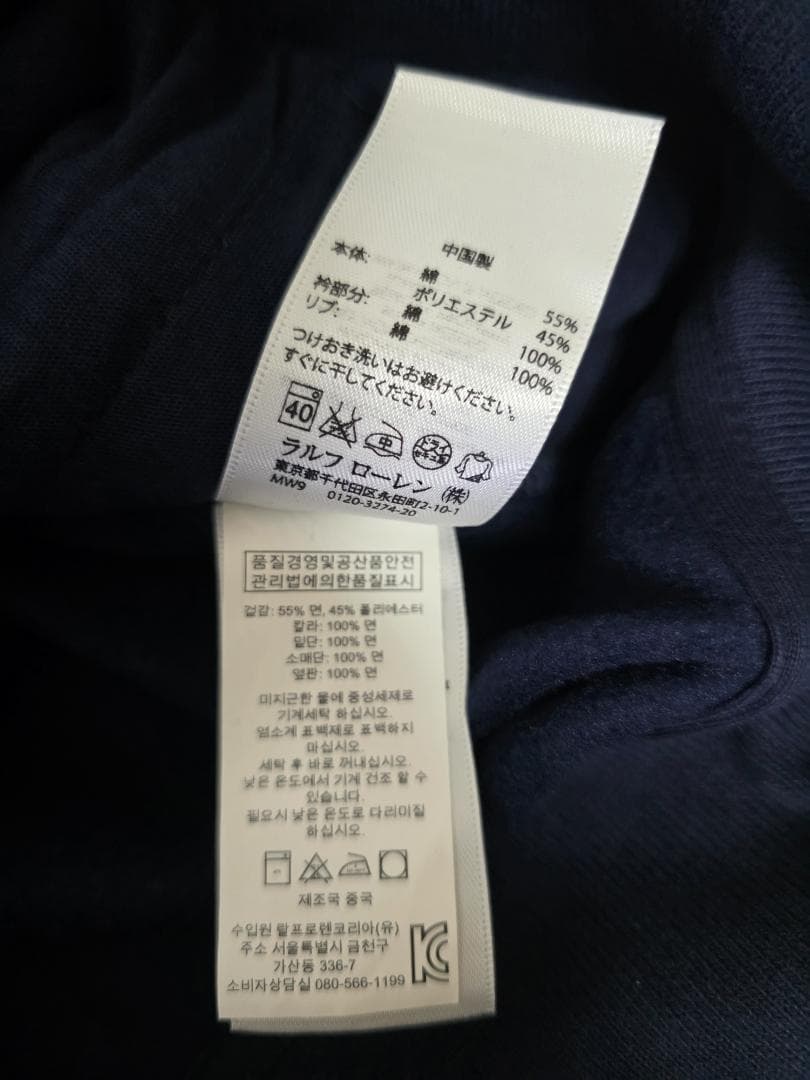 中国製
本体: 綿 55%
ポリエステル 45%
衿部分: 綿 100%
リブ: 綿 100%
つけおき洗いはお避けください。
すぐに干してください。
40 中 ドライ セキユ系
ラルフ ローレン (株)
東京都千代田区永田町2-10-1
MW9 0120-3274-20
품질경영및공산품안전
관리법에의한품질표시
겉감: 55% 면, 45% 폴리에스터
칼라: 100% 면
밑단: 100% 면
소매단: 100% 면
옆판: 100% 면
미지근한 물에 중성세제로
기계세탁 하십시오.
염소계 표백제로 표백하지
마십시오.
세탁 후 바로 꺼내십시오.
낮은 온도에서 기계 건조 할 수
있습니다.
필요시 낮은 온도로 다리미질
하십시오.
제조국 중국
수입원 랄프로렌코리아(유)
주소 서울특별시 금천구
가산동 336-7
소비자상담실 080-566-1199